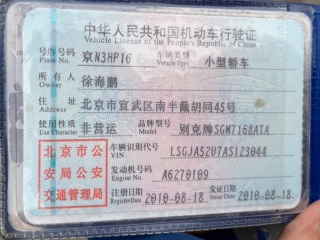 中华人民共和国机动车行驶证
Vehicle License of the People's Republic of China
号牌号码 京N3HP16 车辆类型 小型轿车
Plate No. Vehicle Type
所有人 徐海鹏
Owner
住址 北京市宣武区南半截胡同45号
Address
使用性质 非营运 品牌型号 别克牌SGM7168ATA
Use Character Model
北京市公 车辆识别代号 LSGJA52U7AS123044
VIN
安局公安 发动机号码 A6270109
Engine No.
交通管理局 注册日期 2010-08-18 发证日期 2010-08-18
Register Date Issue Date